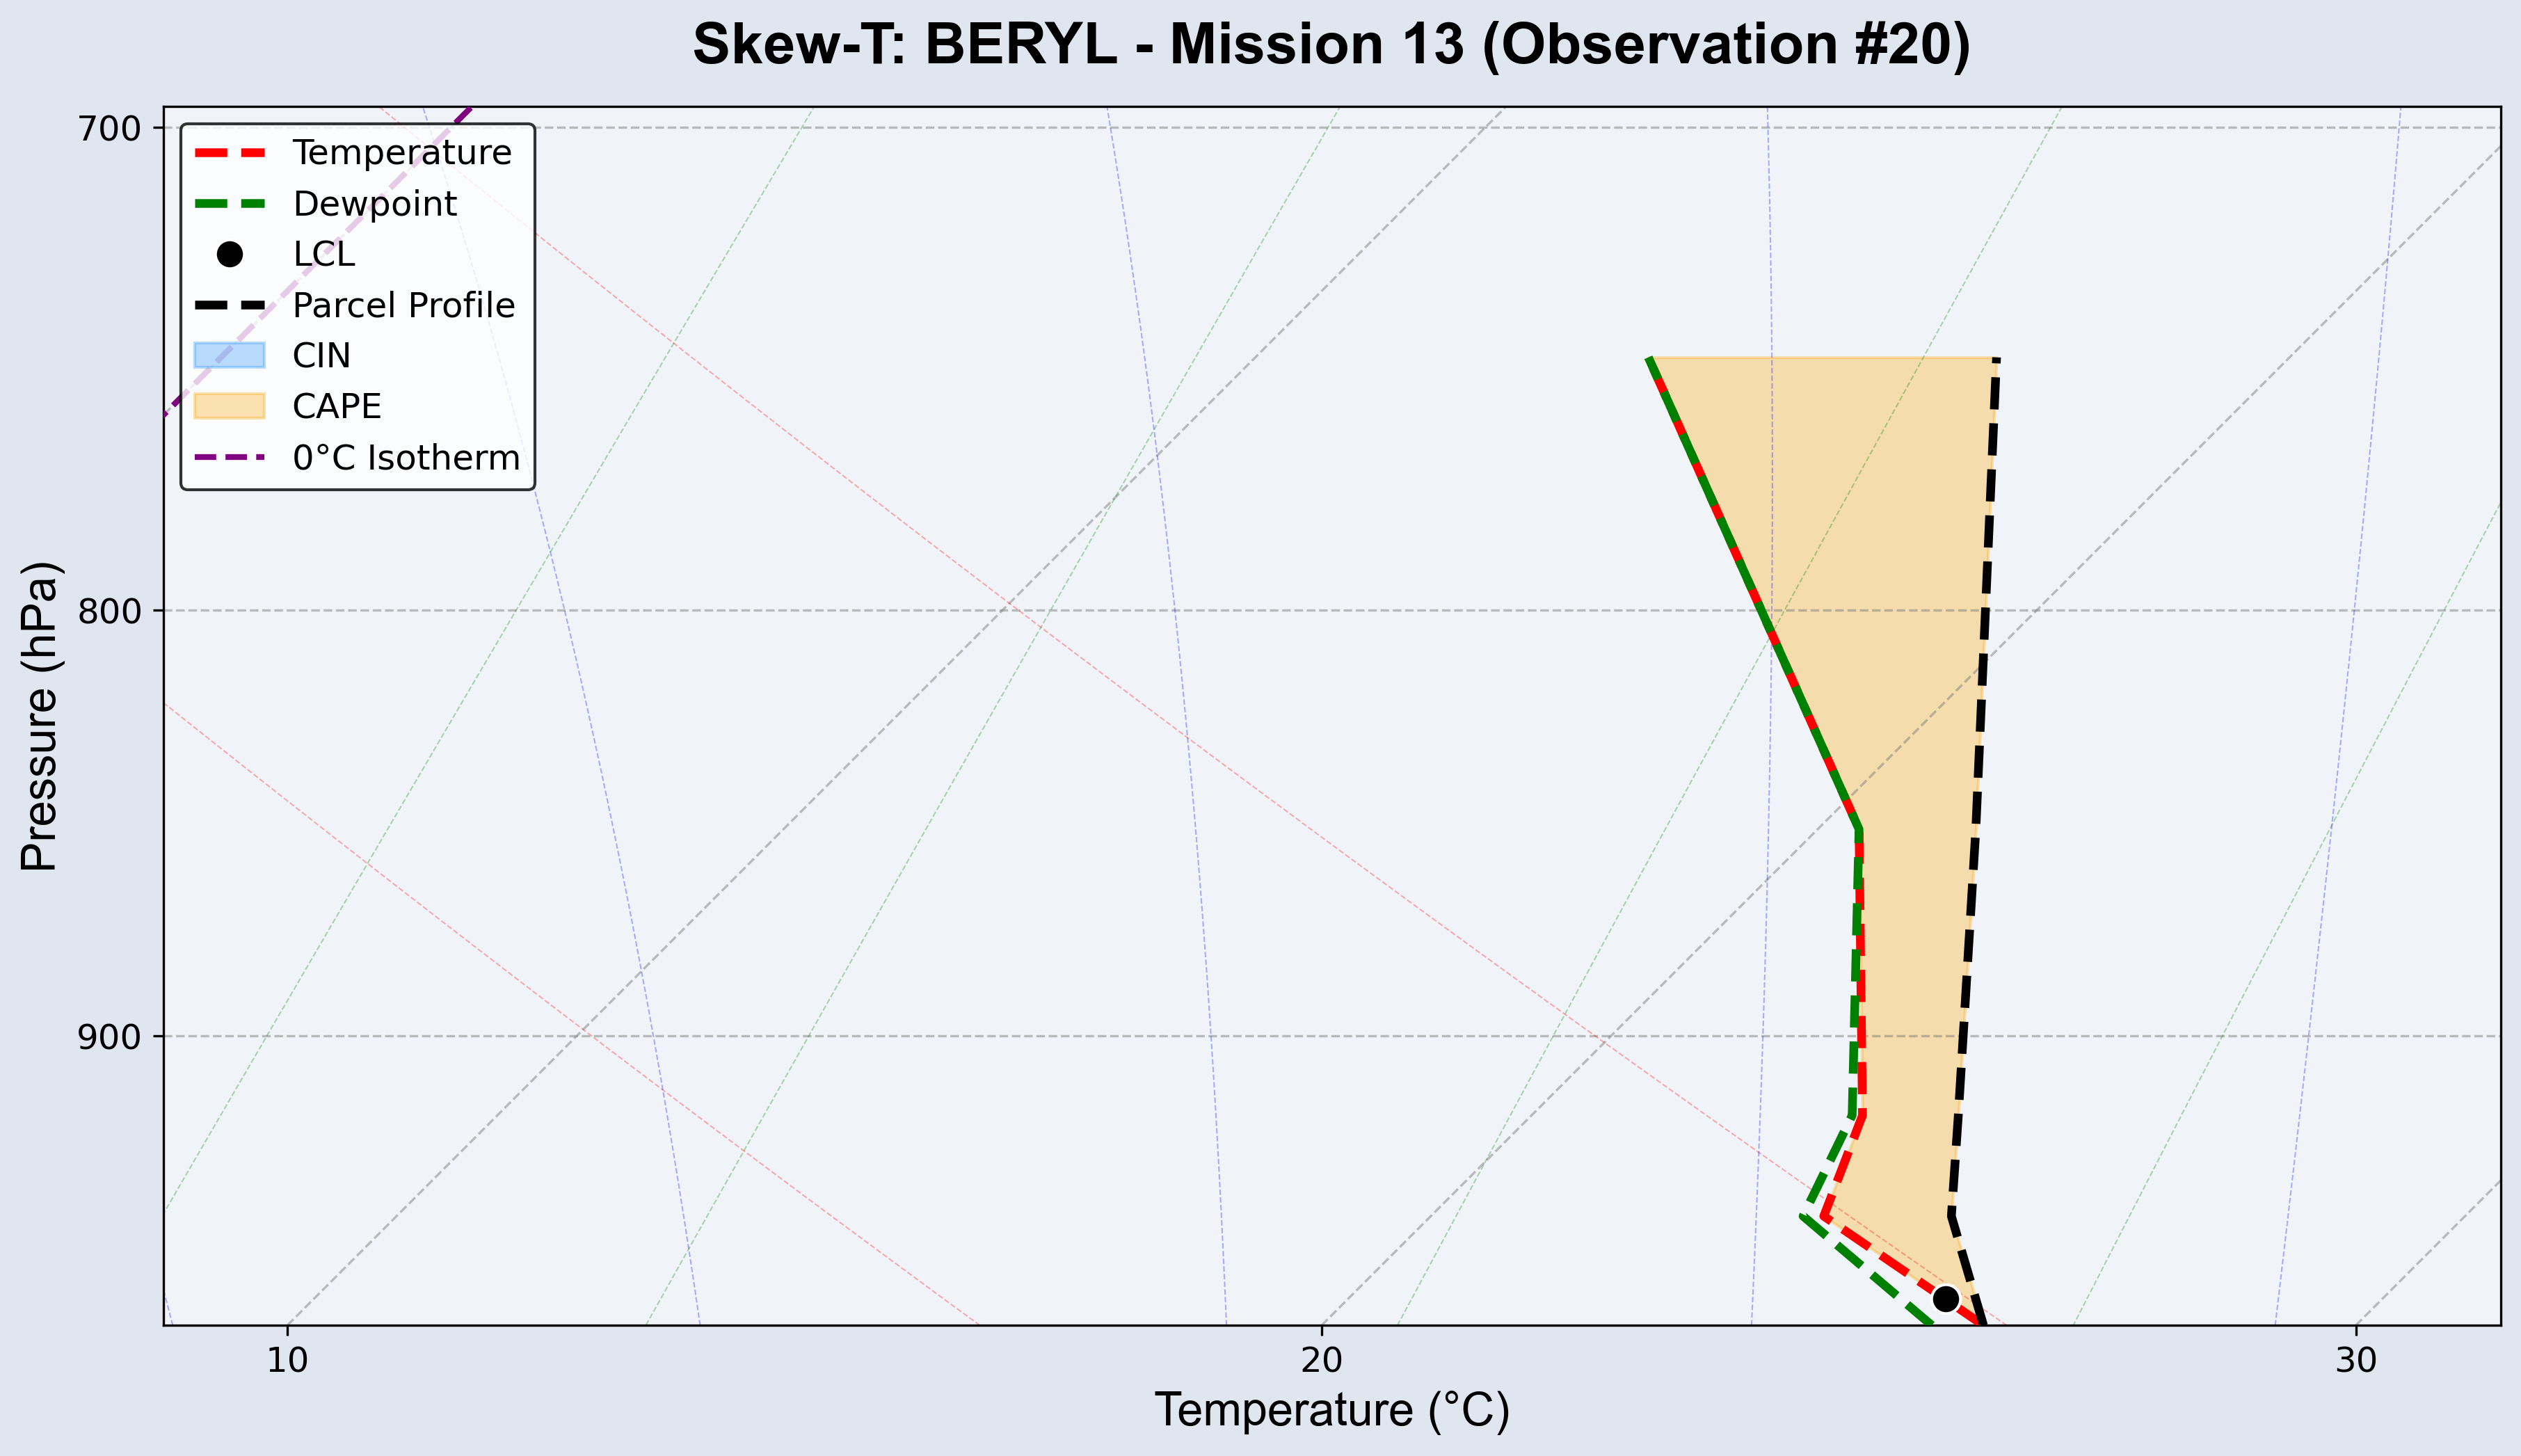 Skew-T: BERYL - Mission 13 (Observation #20)
700
800
900
Pressure (hPa)
Temperature
Dewpoint
LCL
Parcel Profile
CIN
CAPE
0°C Isotherm
10
20
30
Temperature (°C)